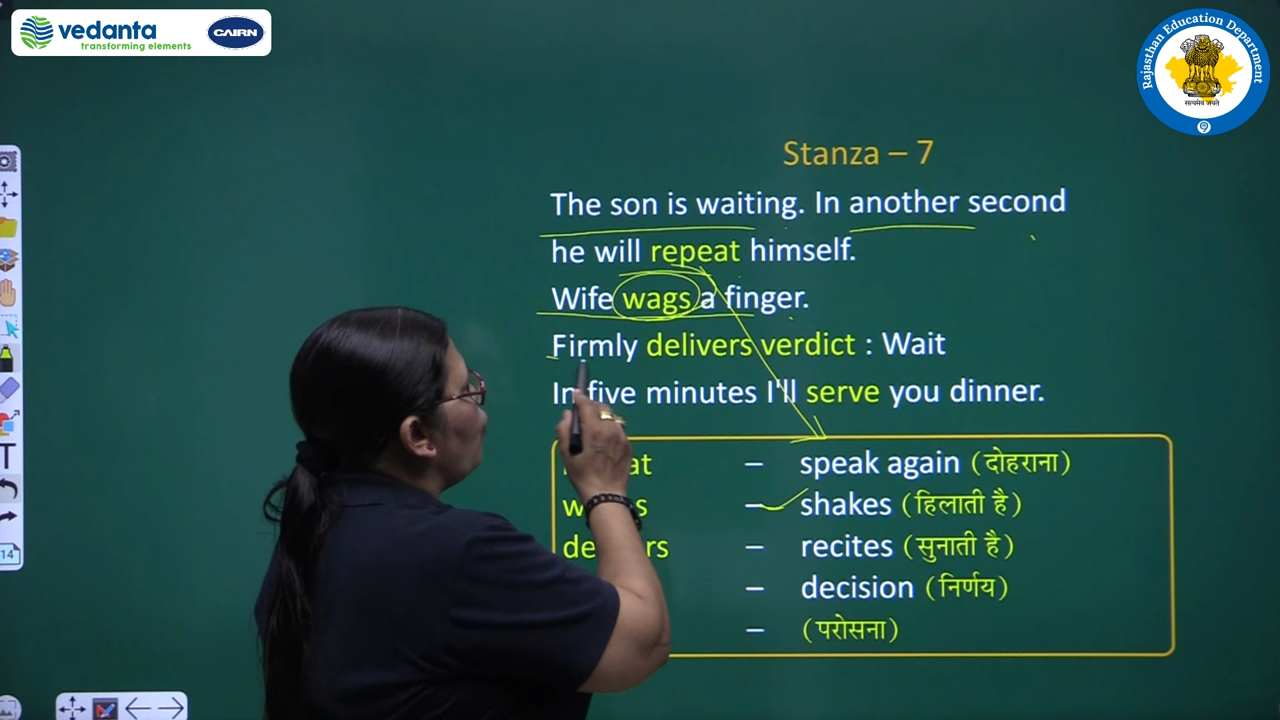 vedanta
transforming elements
CAIRN
Rajasthan Education Department
सत्यमेव जयते
Stanza – 7
The son is waiting. In another second
he will repeat himself.
Wife wags a finger.
Firmly delivers verdict : Wait
In five minutes I'll serve you dinner.
– speak again (दोहराना)
– shakes (हिलाती है)
– recites (सुनाती है)
– decision (निर्णय)
– (परोसना)
T
14